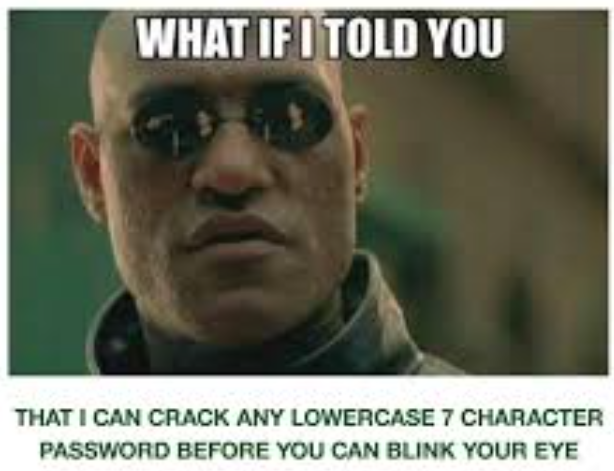 WHAT IF I TOLD YOU
THAT I CAN CRACK ANY LOWERCASE 7 CHARACTER
PASSWORD BEFORE YOU CAN BLINK YOUR EYE